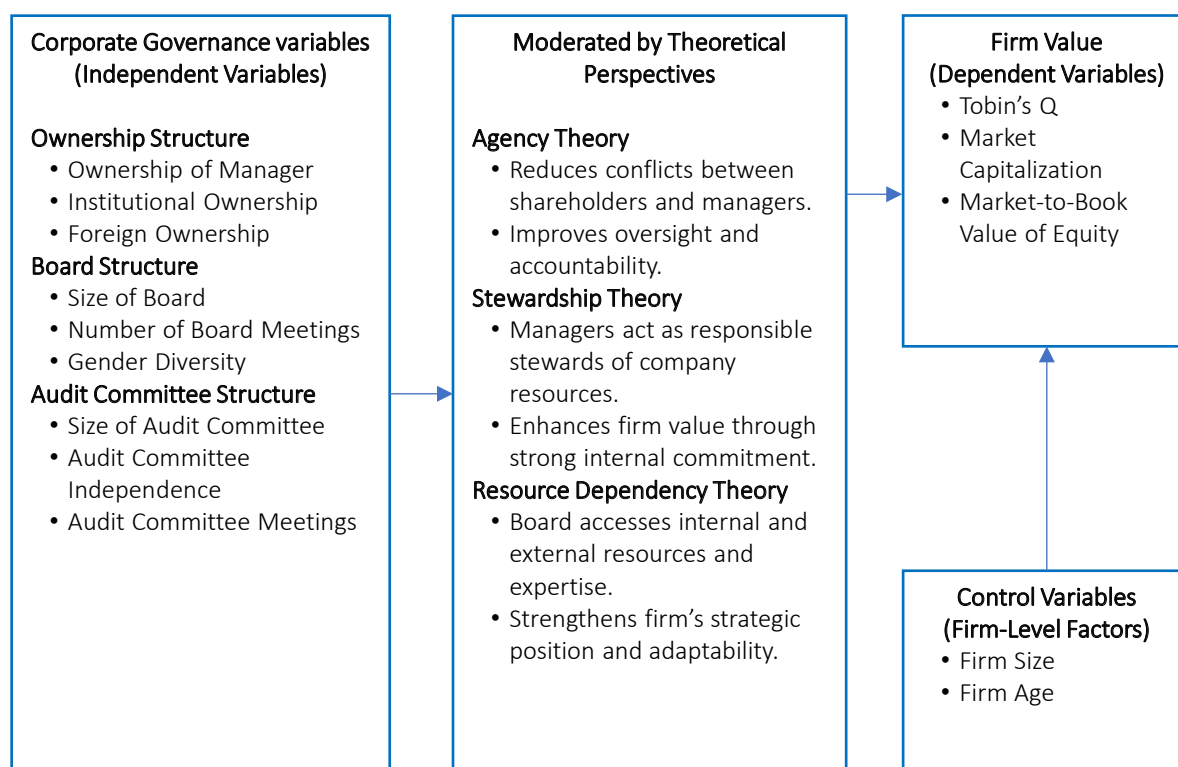 Corporate Governance variables
(Independent Variables)
Ownership Structure
• Ownership of Manager
• Institutional Ownership
• Foreign Ownership
Board Structure
• Size of Board
• Number of Board Meetings
• Gender Diversity
Audit Committee Structure
• Size of Audit Committee
• Audit Committee
Independence
• Audit Committee Meetings
Moderated by Theoretical
Perspectives
Agency Theory
• Reduces conflicts between
shareholders and managers.
• Improves oversight and
accountability.
Stewardship Theory
• Managers act as responsible
stewards of company
resources.
• Enhances firm value through
strong internal commitment.
Resource Dependency Theory
• Board accesses internal and
external resources and
expertise.
• Strengthens firm's strategic
position and adaptability.
Firm Value
(Dependent Variables)
• Tobin's Q
• Market
Capitalization
• Market-to-Book
Value of Equity
Control Variables
(Firm-Level Factors)
• Firm Size
• Firm Age